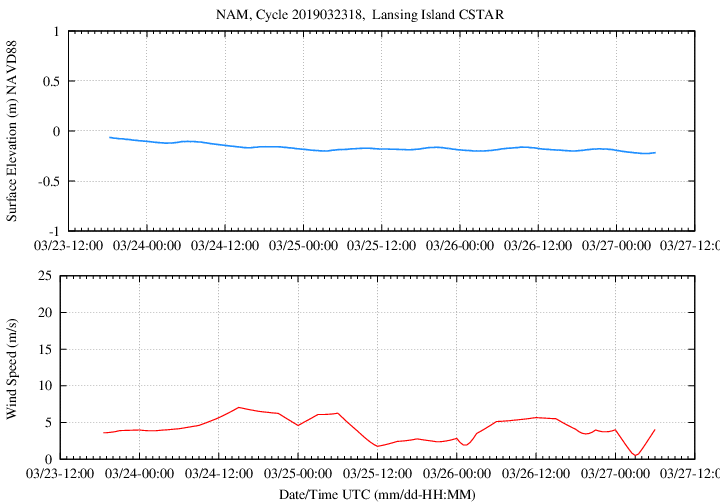 NAM, Cycle 2019032318,  Lansing Island CSTAR
Surface Elevation (m) NAVD88
1
0.5
0
-0.5
-1
03/23-12:00 03/24-00:00 03/24-12:00 03/25-00:00 03/25-12:00 03/26-00:00 03/26-12:00 03/27-00:00 03/27-12:00
Wind Speed (m/s)
25
20
15
10
5
0
03/23-12:00 03/24-00:00 03/24-12:00 03/25-00:00 03/25-12:00 03/26-00:00 03/26-12:00 03/27-00:00 03/27-12:00
Date/Time UTC (mm/dd-HH:MM)